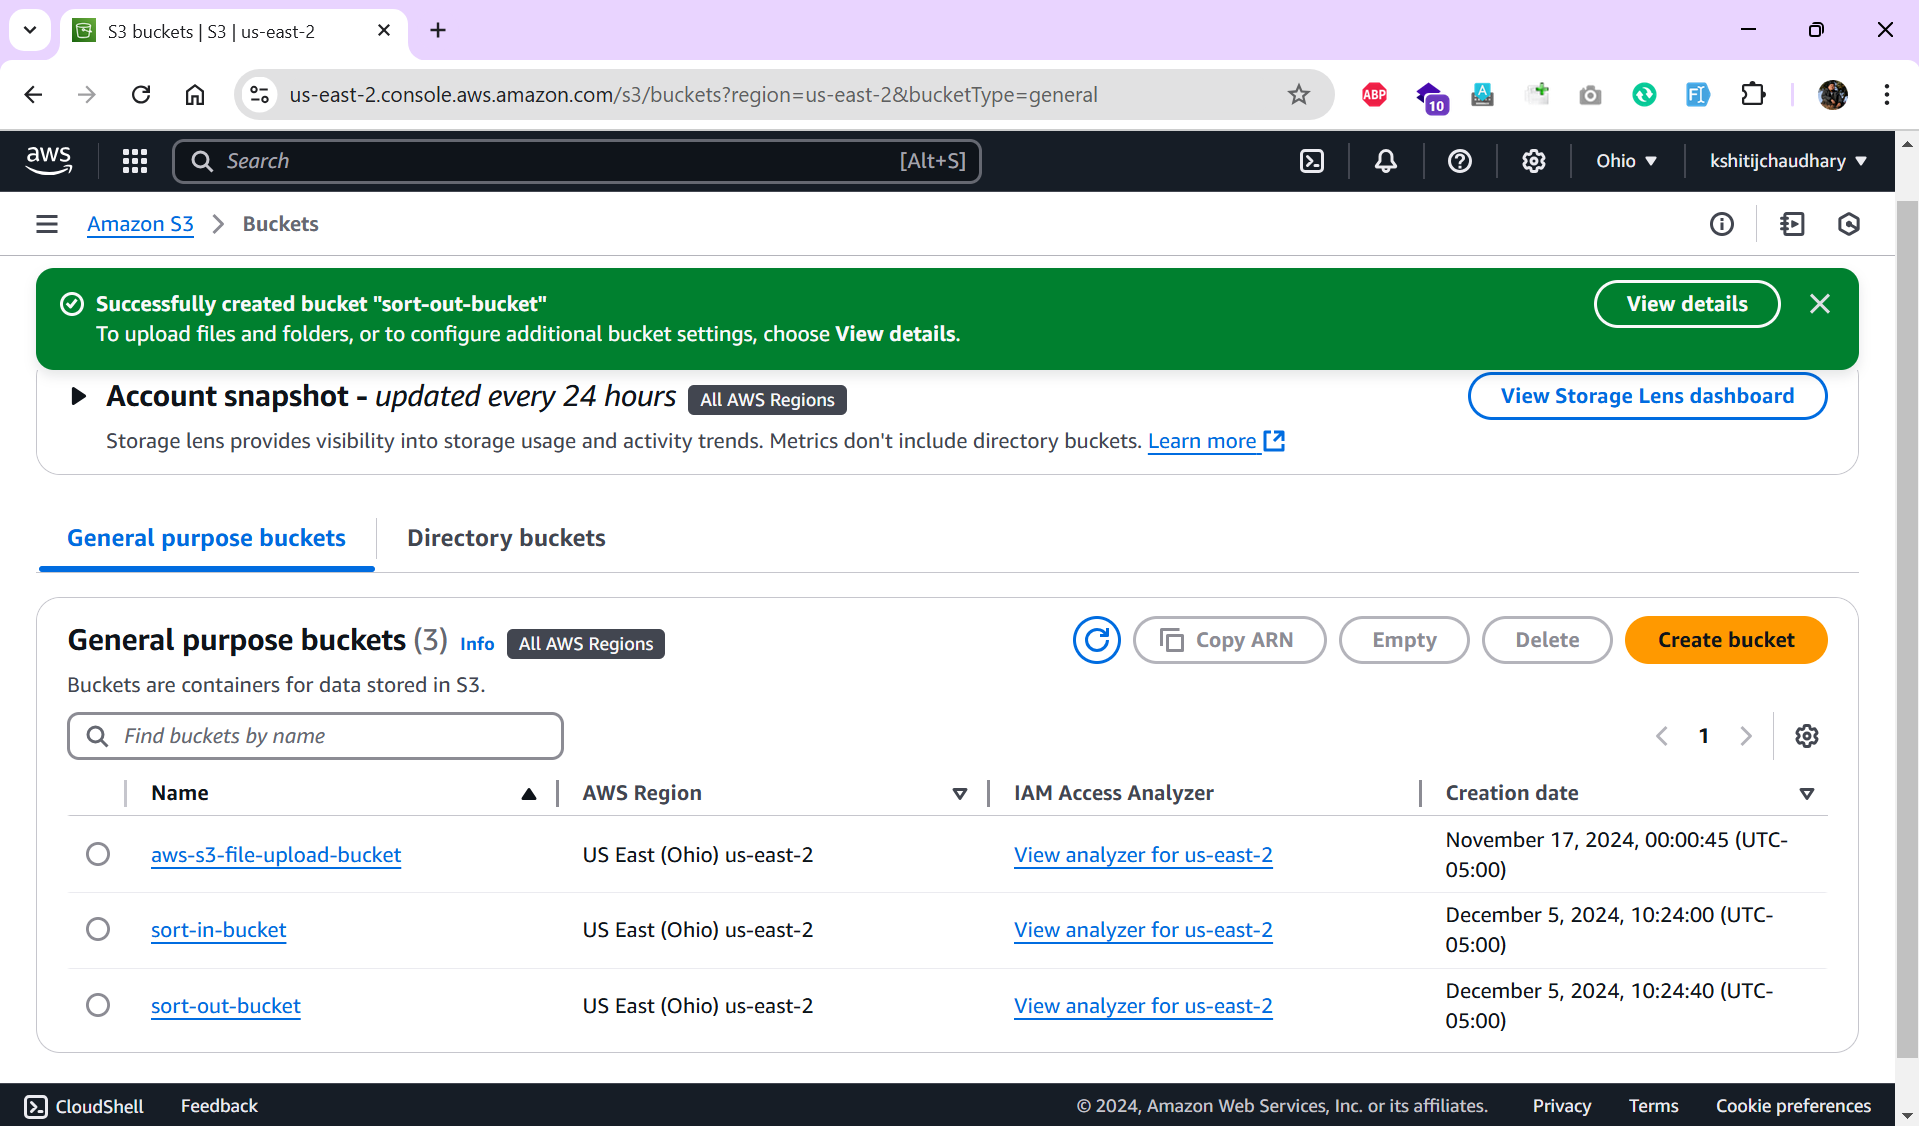 S3 buckets | S3 | us-east-2
us-east-2.console.aws.amazon.com/s3/buckets?region=us-east-2&bucketType=general
ABP
10
A
FI
aws
Search
[Alt+S]
Ohio
kshitijchaudhary
Amazon S3
Buckets
Successfully created bucket "sort-out-bucket"
To upload files and folders, or to configure additional bucket settings, choose View details.
View details
Account snapshot - updated every 24 hours
All AWS Regions
View Storage Lens dashboard
Storage lens provides visibility into storage usage and activity trends. Metrics don't include directory buckets. Learn more
General purpose buckets
Directory buckets
General purpose buckets (3)
Info
All AWS Regions
Copy ARN
Empty
Delete
Create bucket
Buckets are containers for data stored in S3.
Find buckets by name
1
Name
AWS Region
IAM Access Analyzer
Creation date
aws-s3-file-upload-bucket
US East (Ohio) us-east-2
View analyzer for us-east-2
November 17, 2024, 00:00:45 (UTC-
05:00)
sort-in-bucket
US East (Ohio) us-east-2
View analyzer for us-east-2
December 5, 2024, 10:24:00 (UTC-
05:00)
sort-out-bucket
US East (Ohio) us-east-2
View analyzer for us-east-2
December 5, 2024, 10:24:40 (UTC-
05:00)
CloudShell
Feedback
© 2024, Amazon Web Services, Inc. or its affiliates.
Privacy
Terms
Cookie preferences